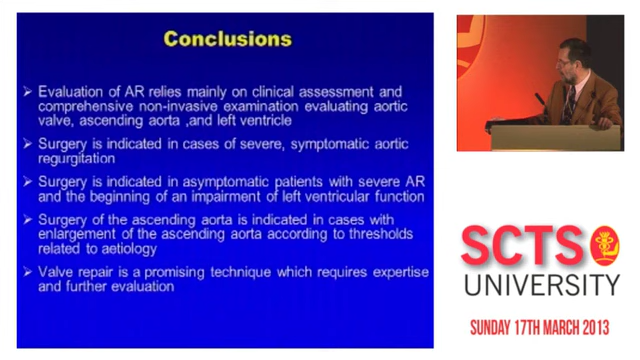 Conclusions
Evaluation of AR relies mainly on clinical assessment and
comprehensive non-invasive examination evaluating aortic
valve, ascending aorta ,and left ventricle
Surgery is indicated in cases of severe, symptomatic aortic
regurgitation
Surgery is indicated in asymptomatic patients with severe AR
and the beginning of an impairment of left ventricular function
Surgery of the ascending aorta is indicated in cases with
enlargement of the ascending aorta according to thresholds
related to aetiology
Valve repair is a promising technique which requires expertise
and further evaluation
SCTS
UNIVERSITY
SUNDAY 17TH MARCH 2013